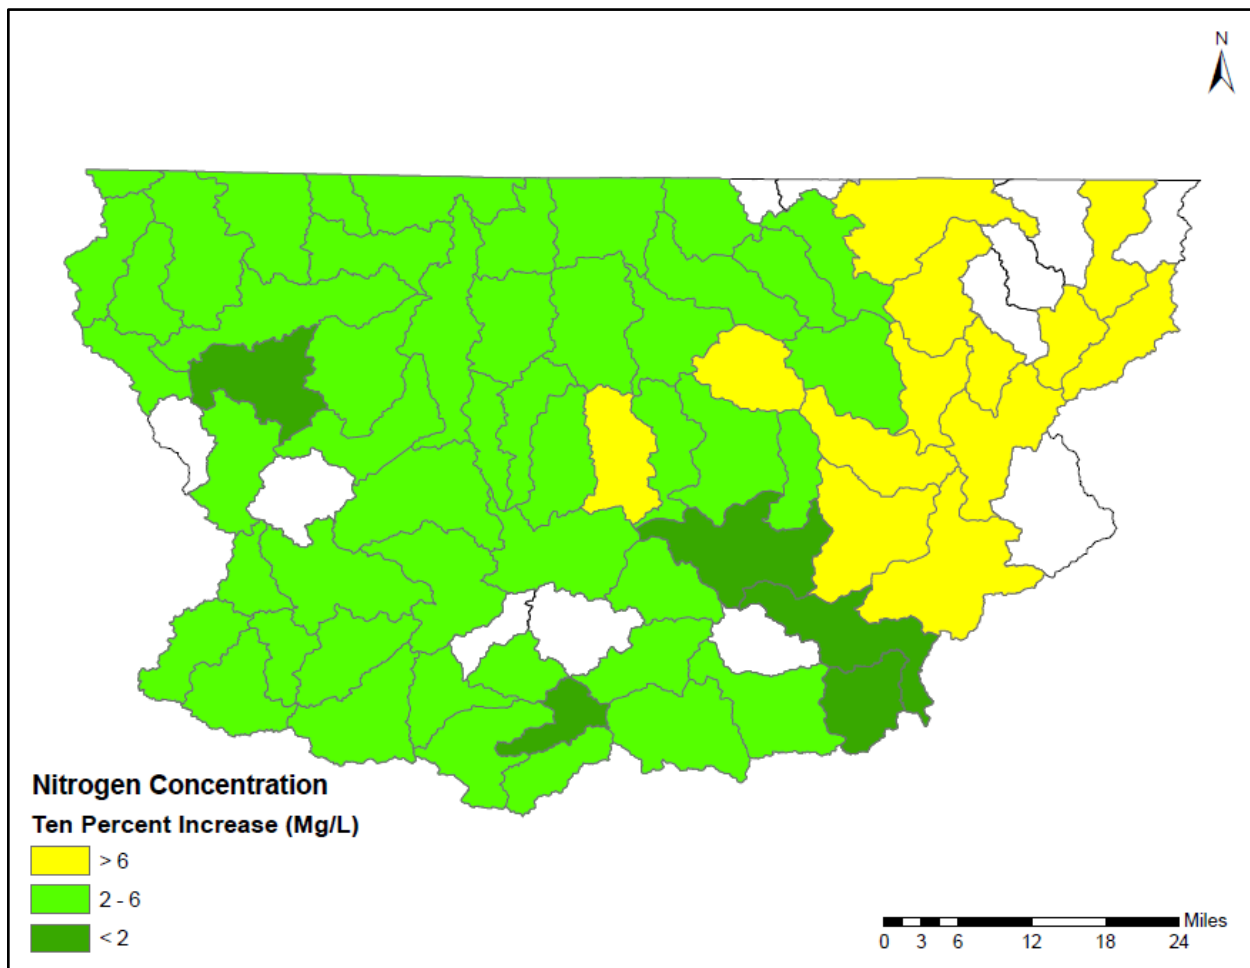 N
Nitrogen Concentration
Ten Percent Increase (Mg/L)
> 6
2 - 6
< 2
Miles
0 3 6 12 18 24